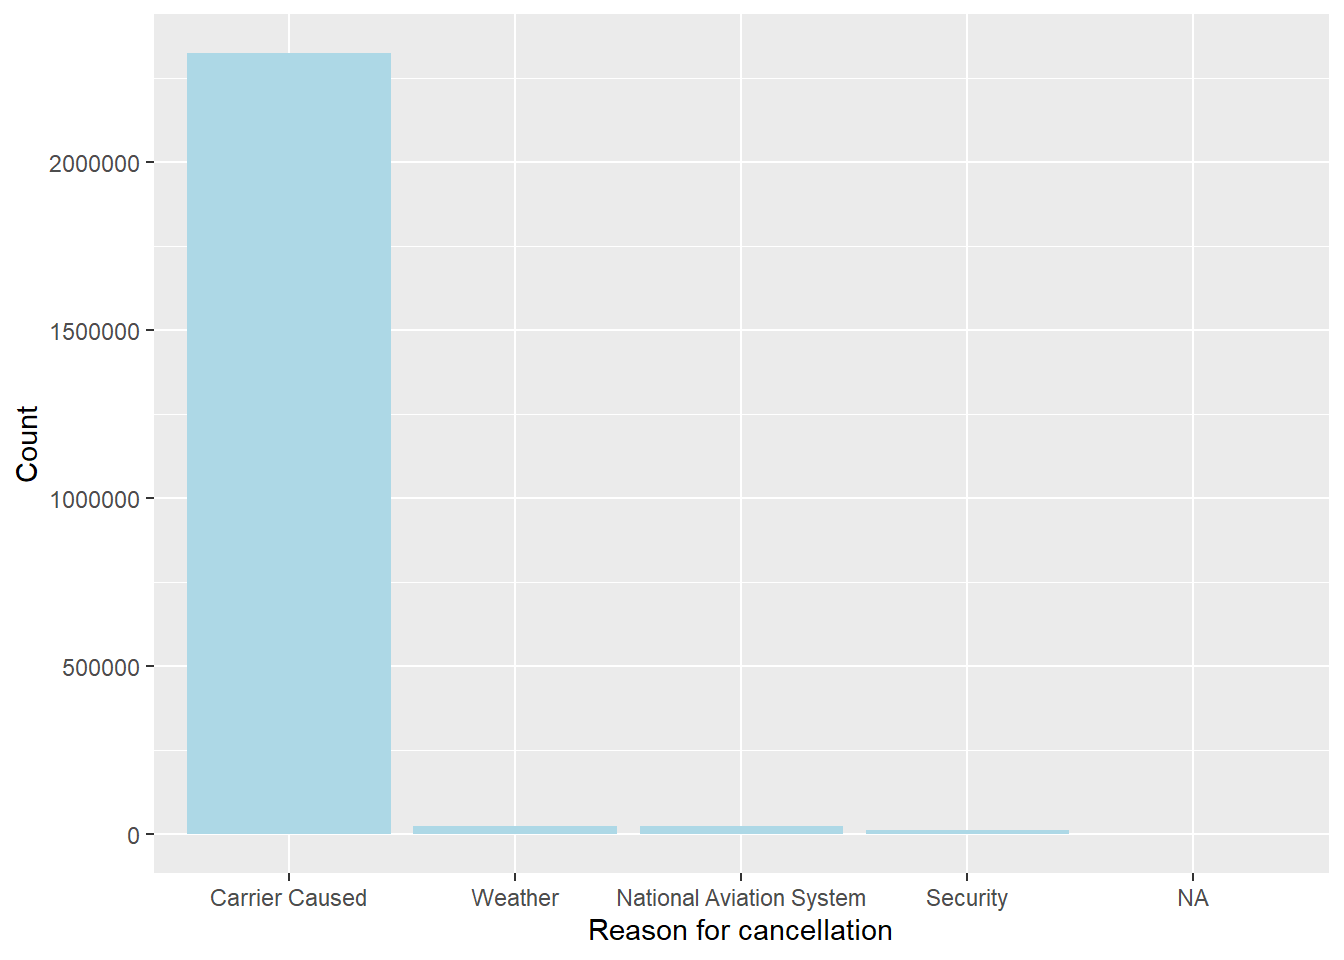 Count
2000000
1500000
1000000
500000
0
Carrier Caused Weather National Aviation System Security NA
Reason for cancellation